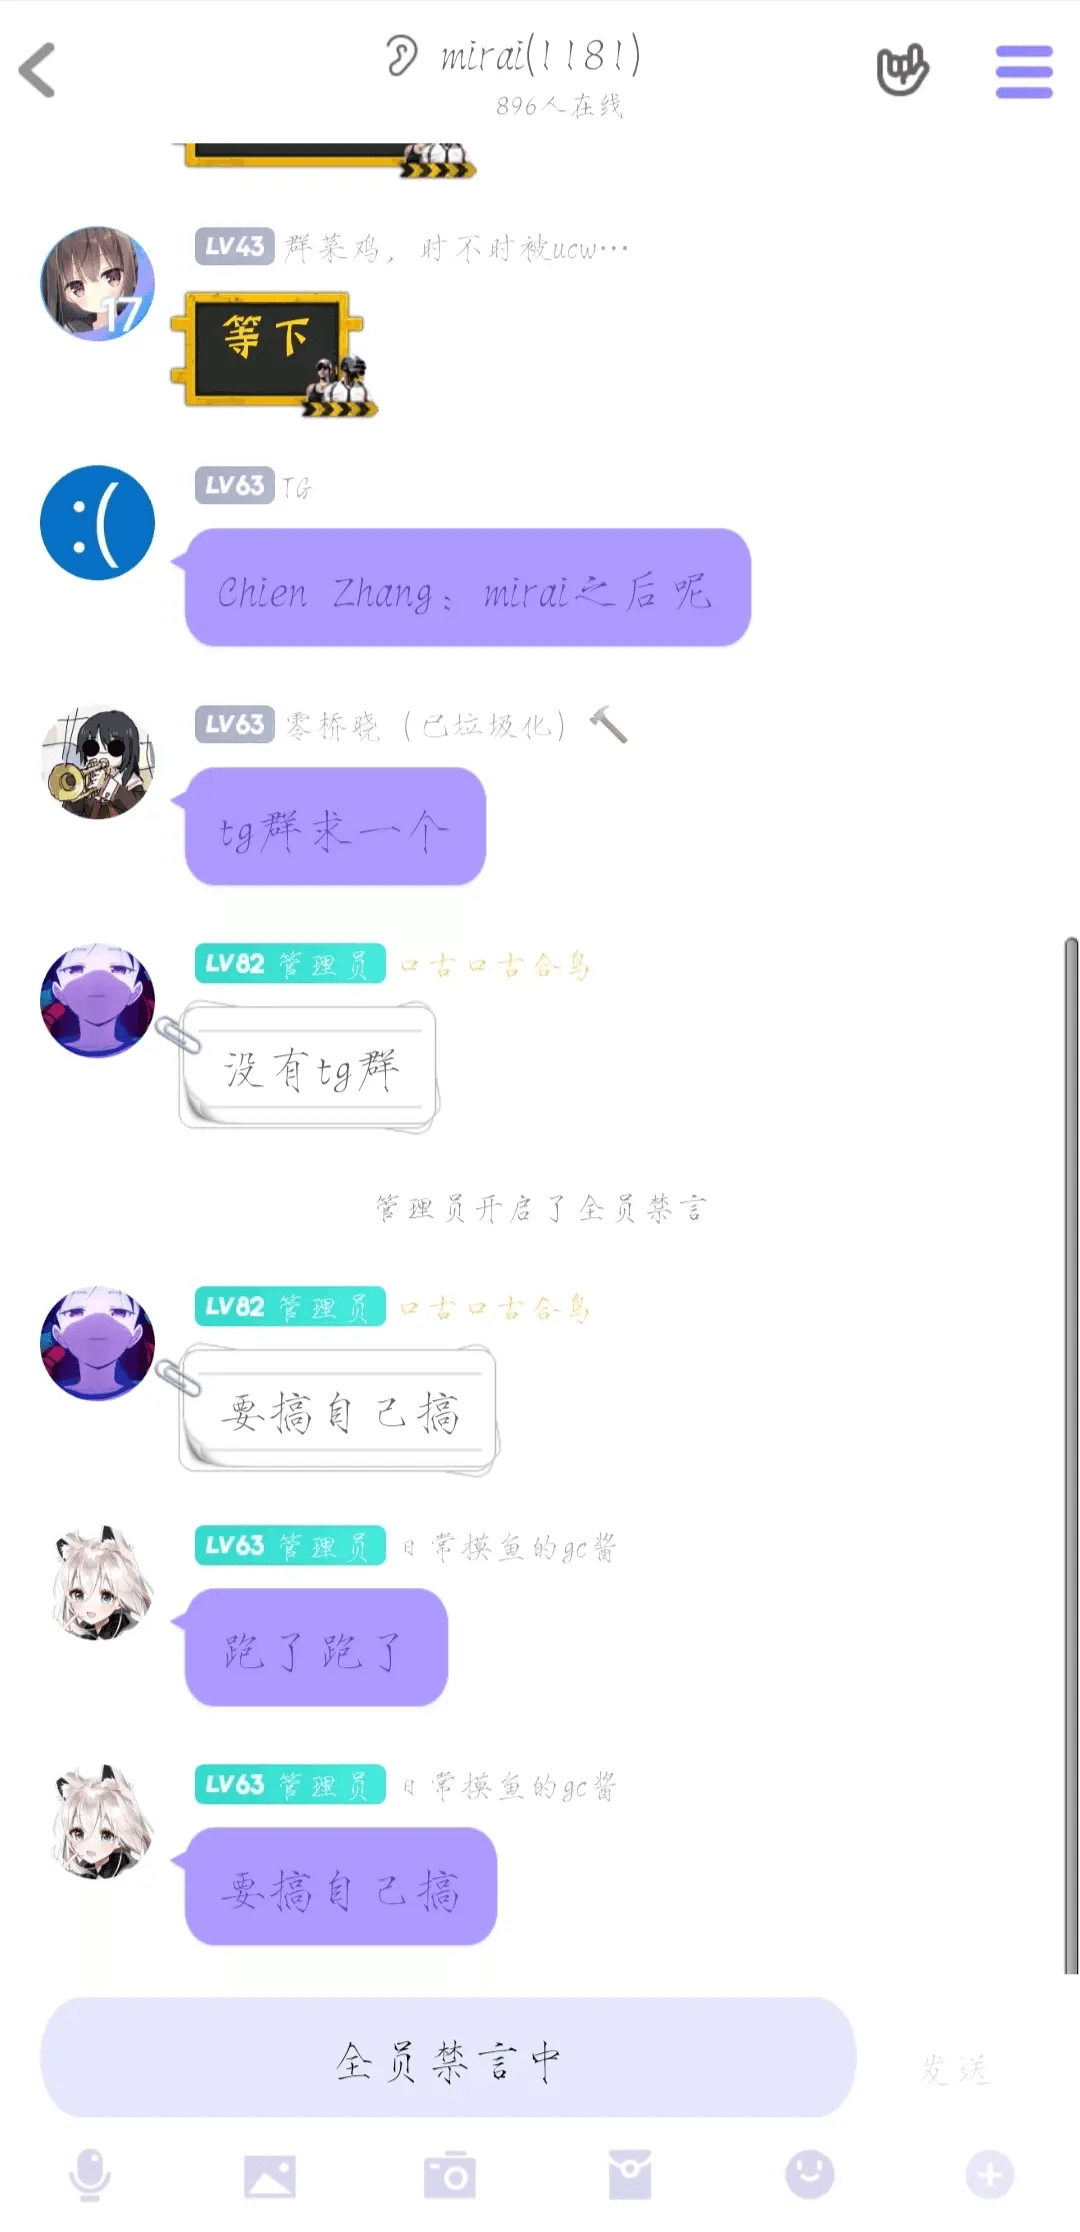 mirai(1181)
896人在线
LV43 群菜鸡，时不时被ucw…
17
等下
LV63 TG
:(
Chien Zhang：mirai之后呢
LV63 零桥晓（已垃圾化）
tg群求一个
LV82 管理员 口古口古合鸟
没有tg群
管理员开启了全员禁言
LV82 管理员 口古口古合鸟
要搞自己搞
LV63 管理员 日常摸鱼的gc酱
跑了跑了
LV63 管理员 日常摸鱼的gc酱
要搞自己搞
全员禁言中
发送